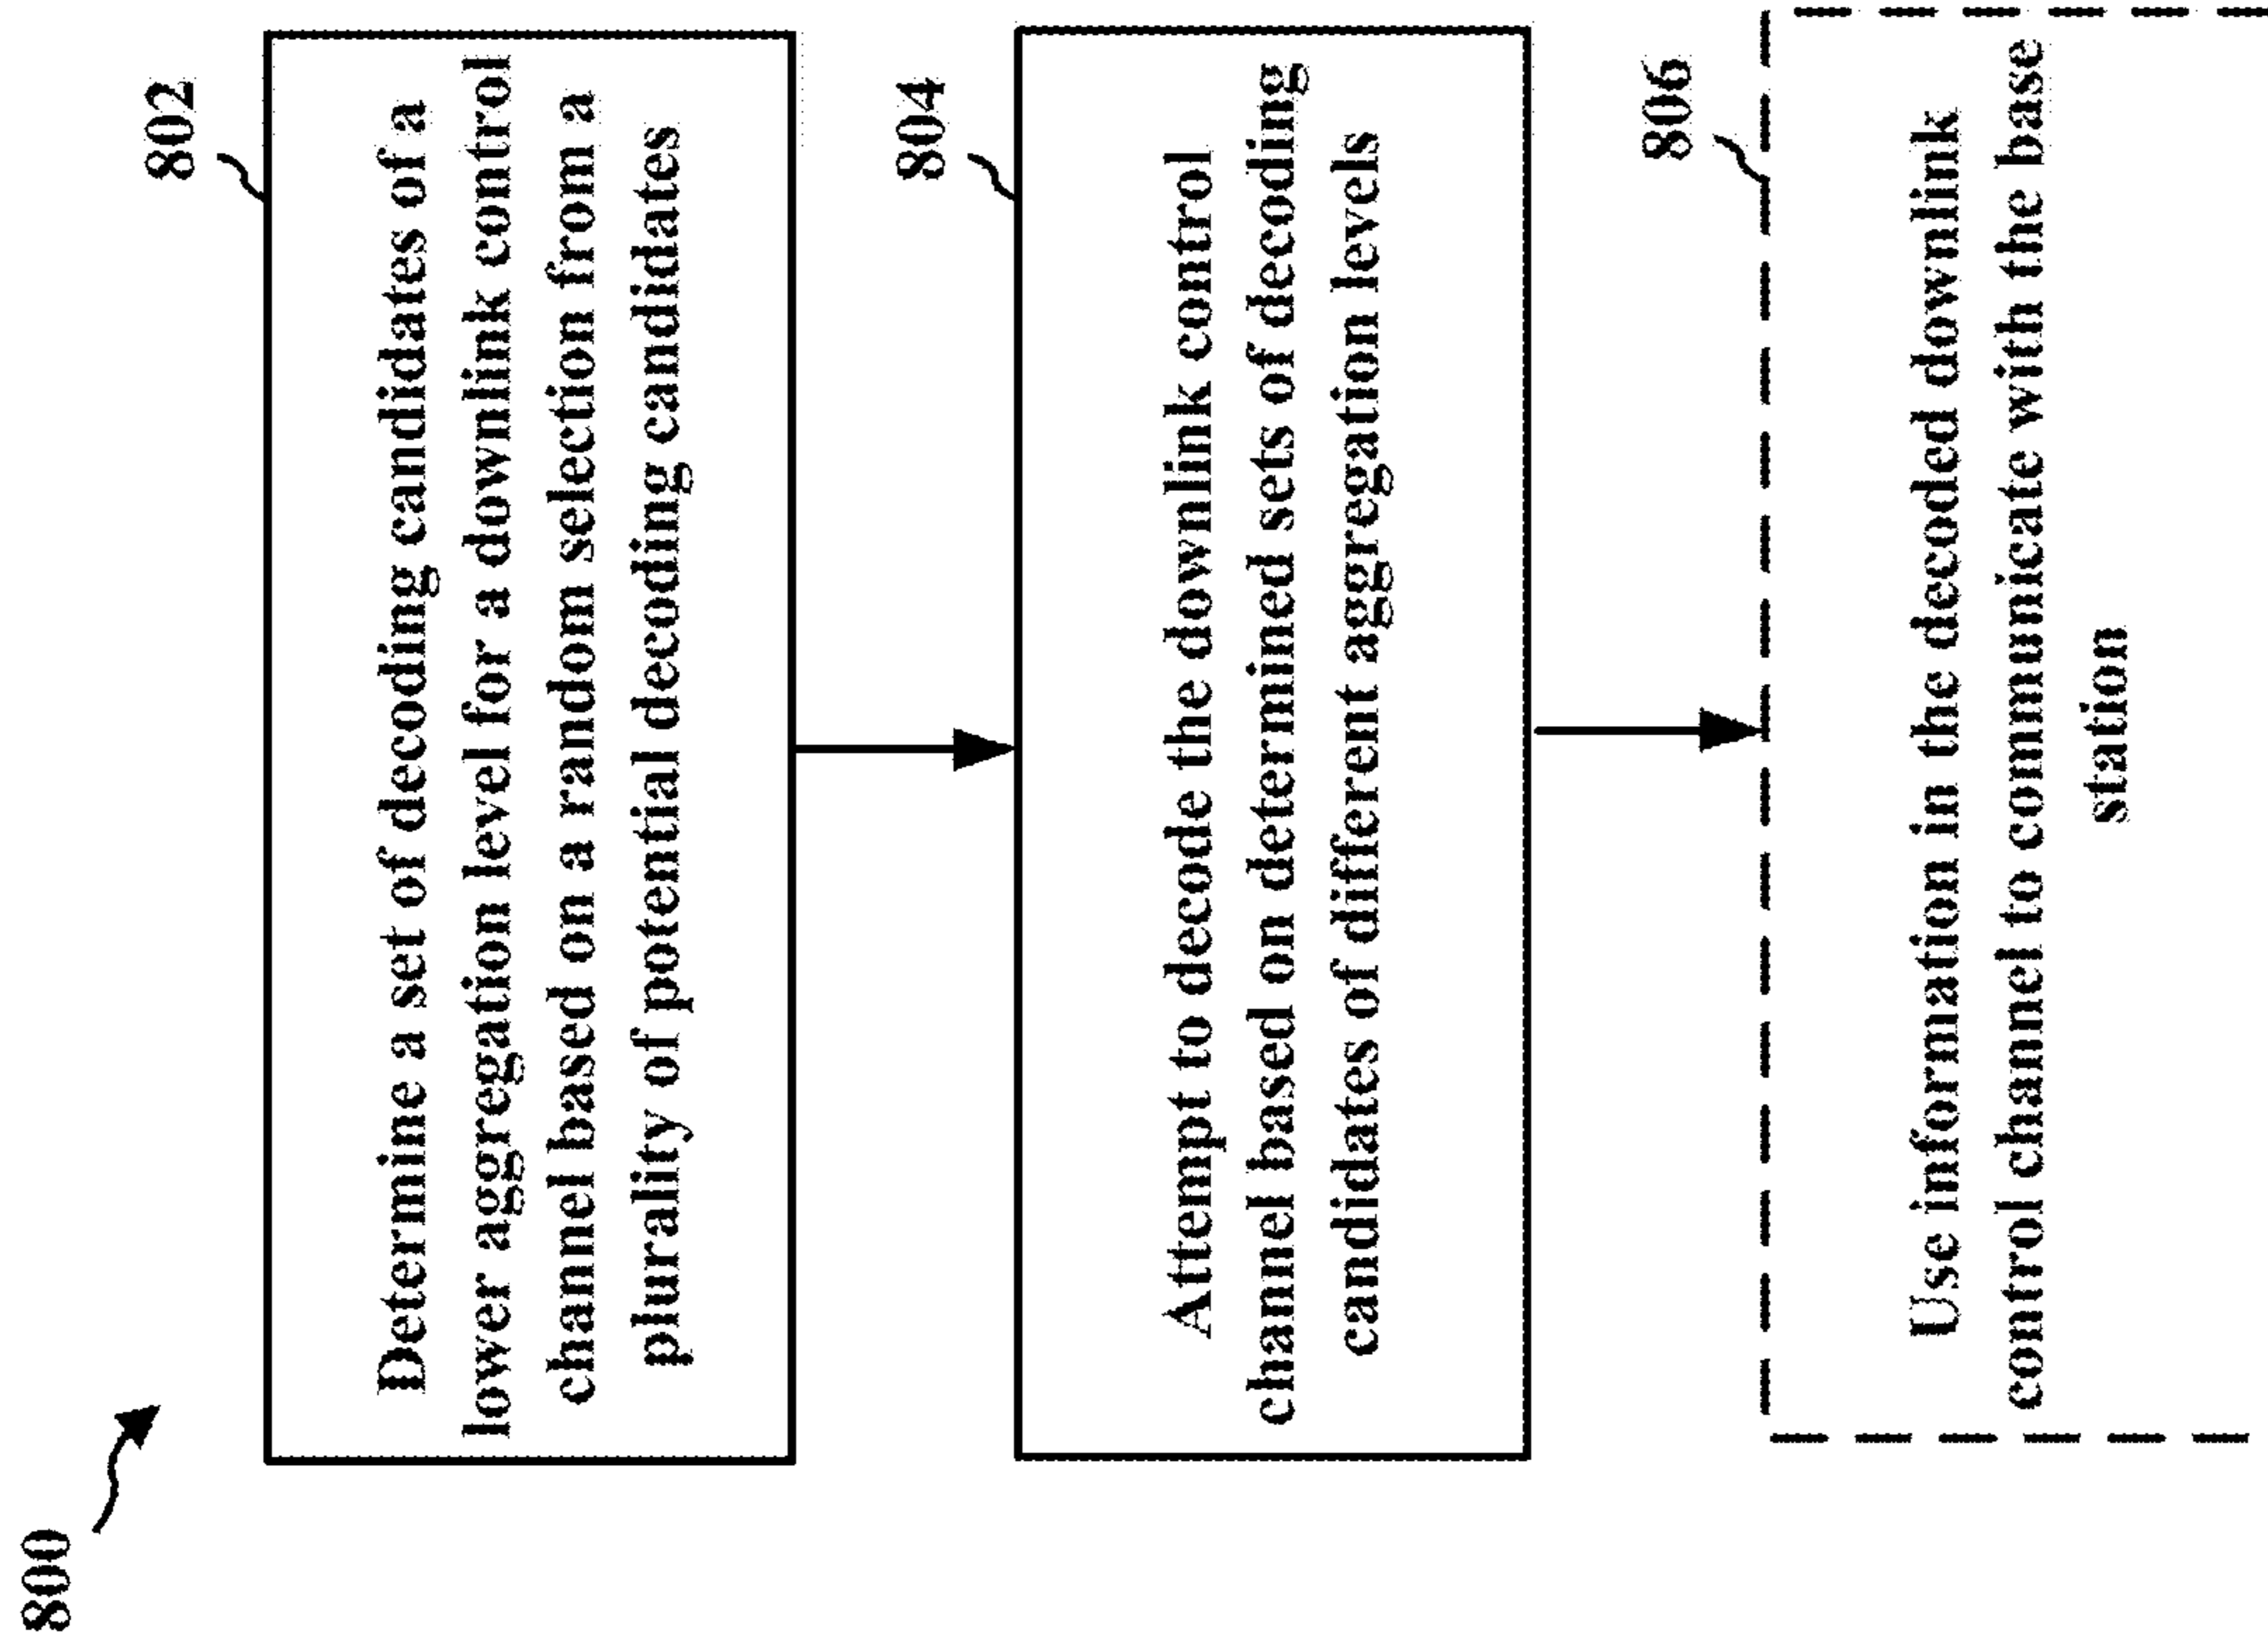 800
802
Determine a set of decoding candidates of a
lower aggregation level for a downlink control
channel based on a random selection from a
plurality of potential decoding candidates
804
Attempt to decode the downlink control
channel based on determined sets of decoding
candidates of different aggregation levels
806
Use information in the decoded downlink
control channel to communicate with the base
station